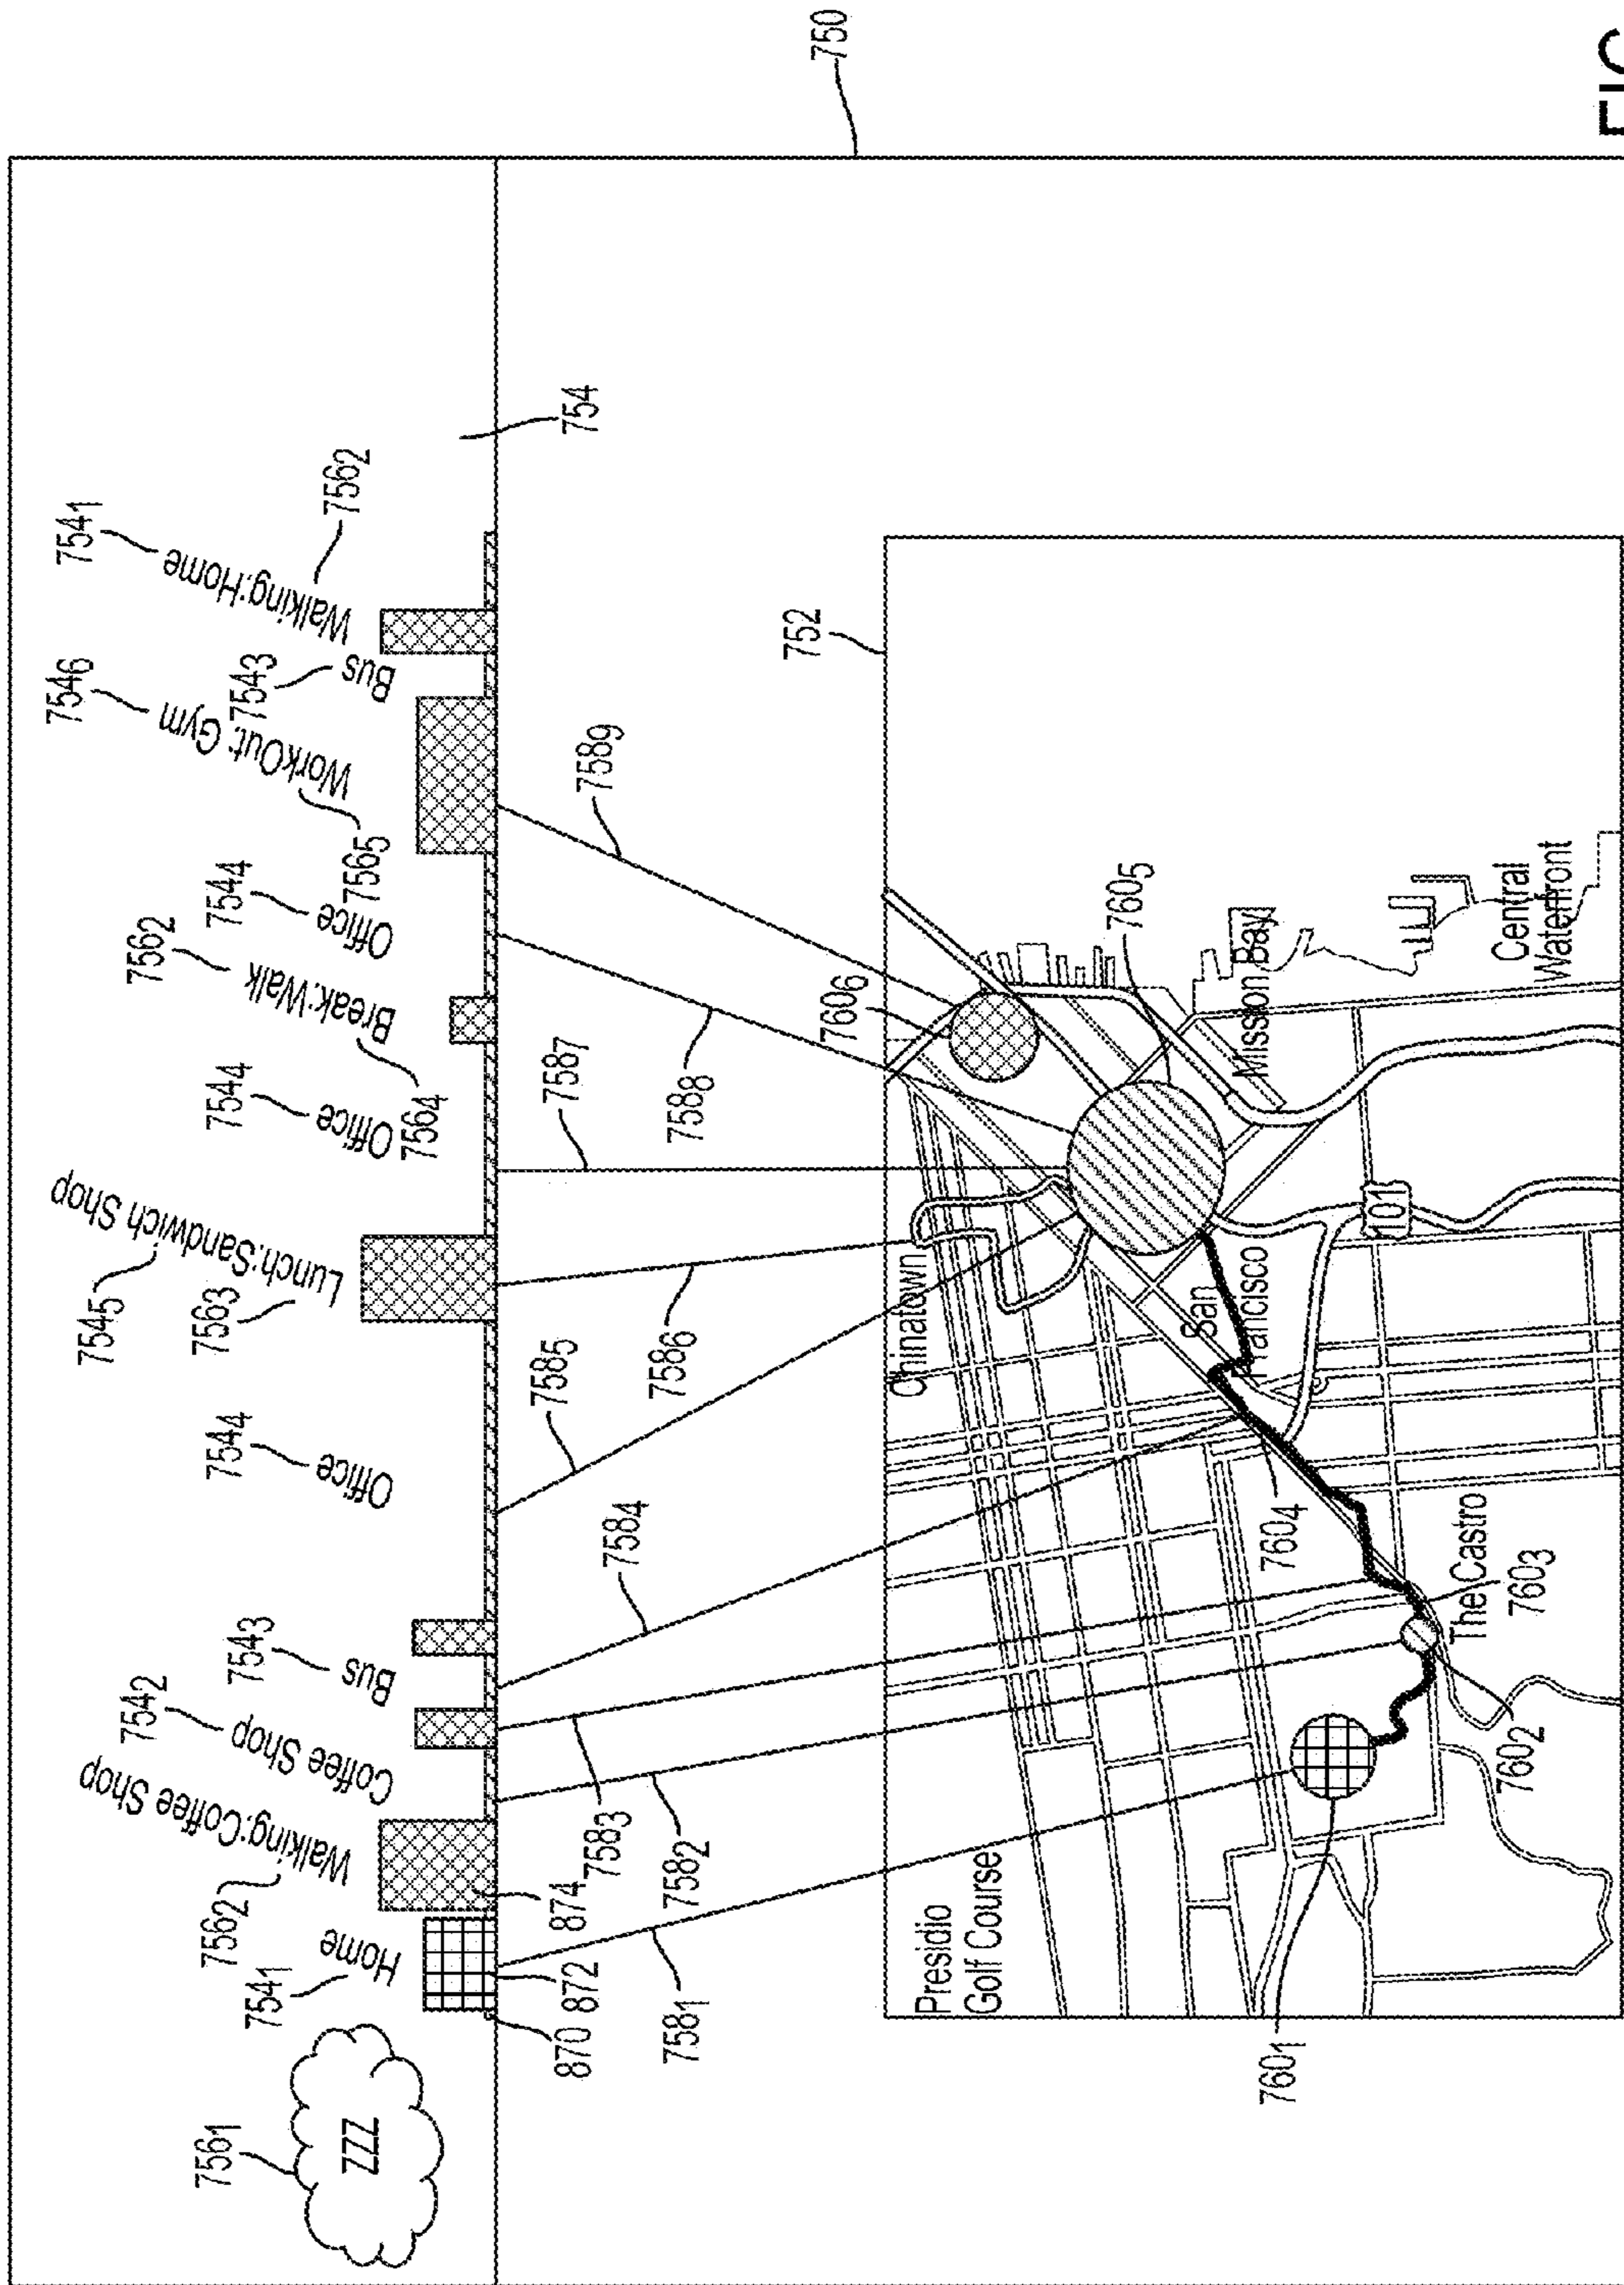 750
756₁
ZZZ
754₁
Home
756₂
Walking:Coffee Shop
754₂
Coffee Shop
754₃
Bus
754₄
Office
754₅
756₃
Lunch:Sandwich Shop
754₄
Office
756₂
756₄
Break:Walk
754₄
Office
754₆
756₅
WorkOut: Gym
754₃
Bus
754₁
Walking:Home
756₂
754
870
872
874
758₁
758₂
758₃
758₄
758₅
758₆
758₇
758₈
758₉
752
Presidio
Golf Course
Chinatown
San
Francisco
101
Mission Bay
Central
Waterfront
The Castro
760₁
760₂
760₃
760₄
760₅
760₆